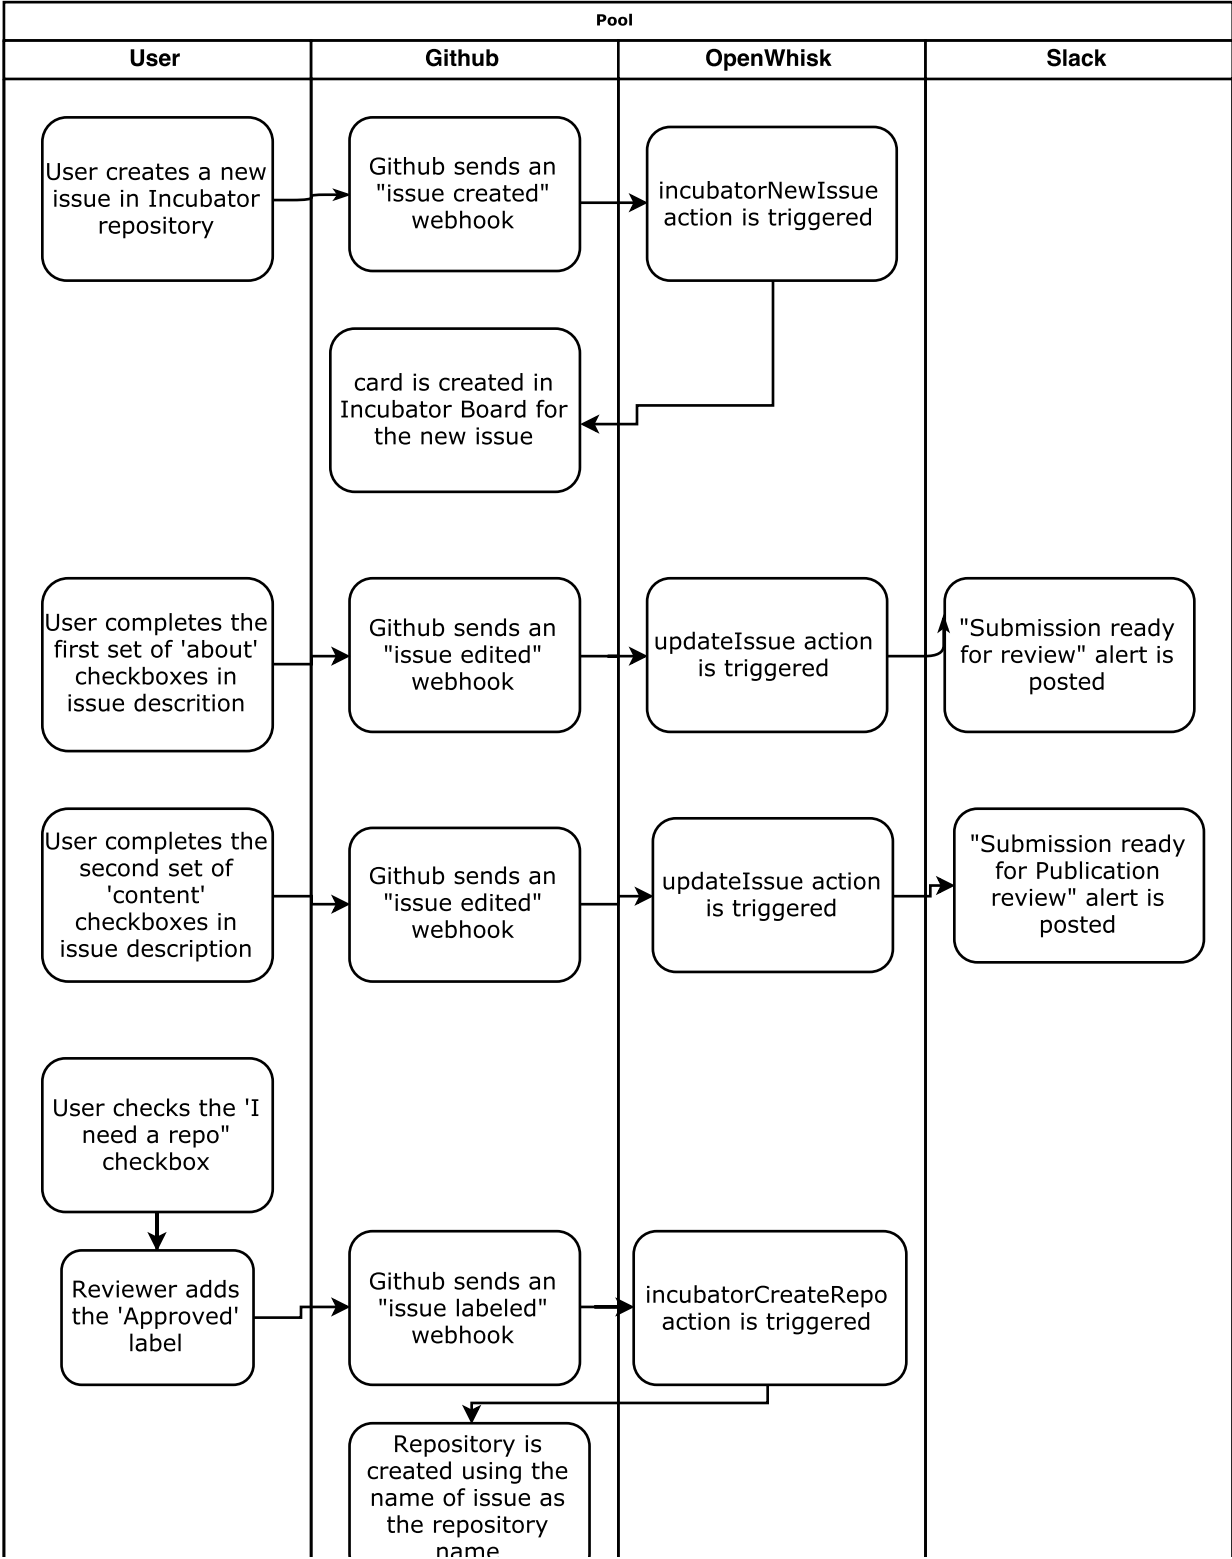 Pool
User
Github
OpenWhisk
Slack
User creates a new
issue in Incubator
repository
Github sends an
"issue created"
webhook
incubatorNewIssue
action is triggered
card is created in
Incubator Board for
the new issue
User completes the
first set of 'about'
checkboxes in
issue descrition
Github sends an
"issue edited"
webhook
updateIssue action
is triggered
"Submission ready
for review" alert is
posted
User completes the
second set of
'content'
checkboxes in
issue description
Github sends an
"issue edited"
webhook
updateIssue action
is triggered
"Submission ready
for Publication
review" alert is
posted
User checks the 'I
need a repo"
checkbox
Reviewer adds
the 'Approved'
label
Github sends an
"issue labeled"
webhook
incubatorCreateRepo
action is triggered
Repository is
created using the
name of issue as
the repository
name